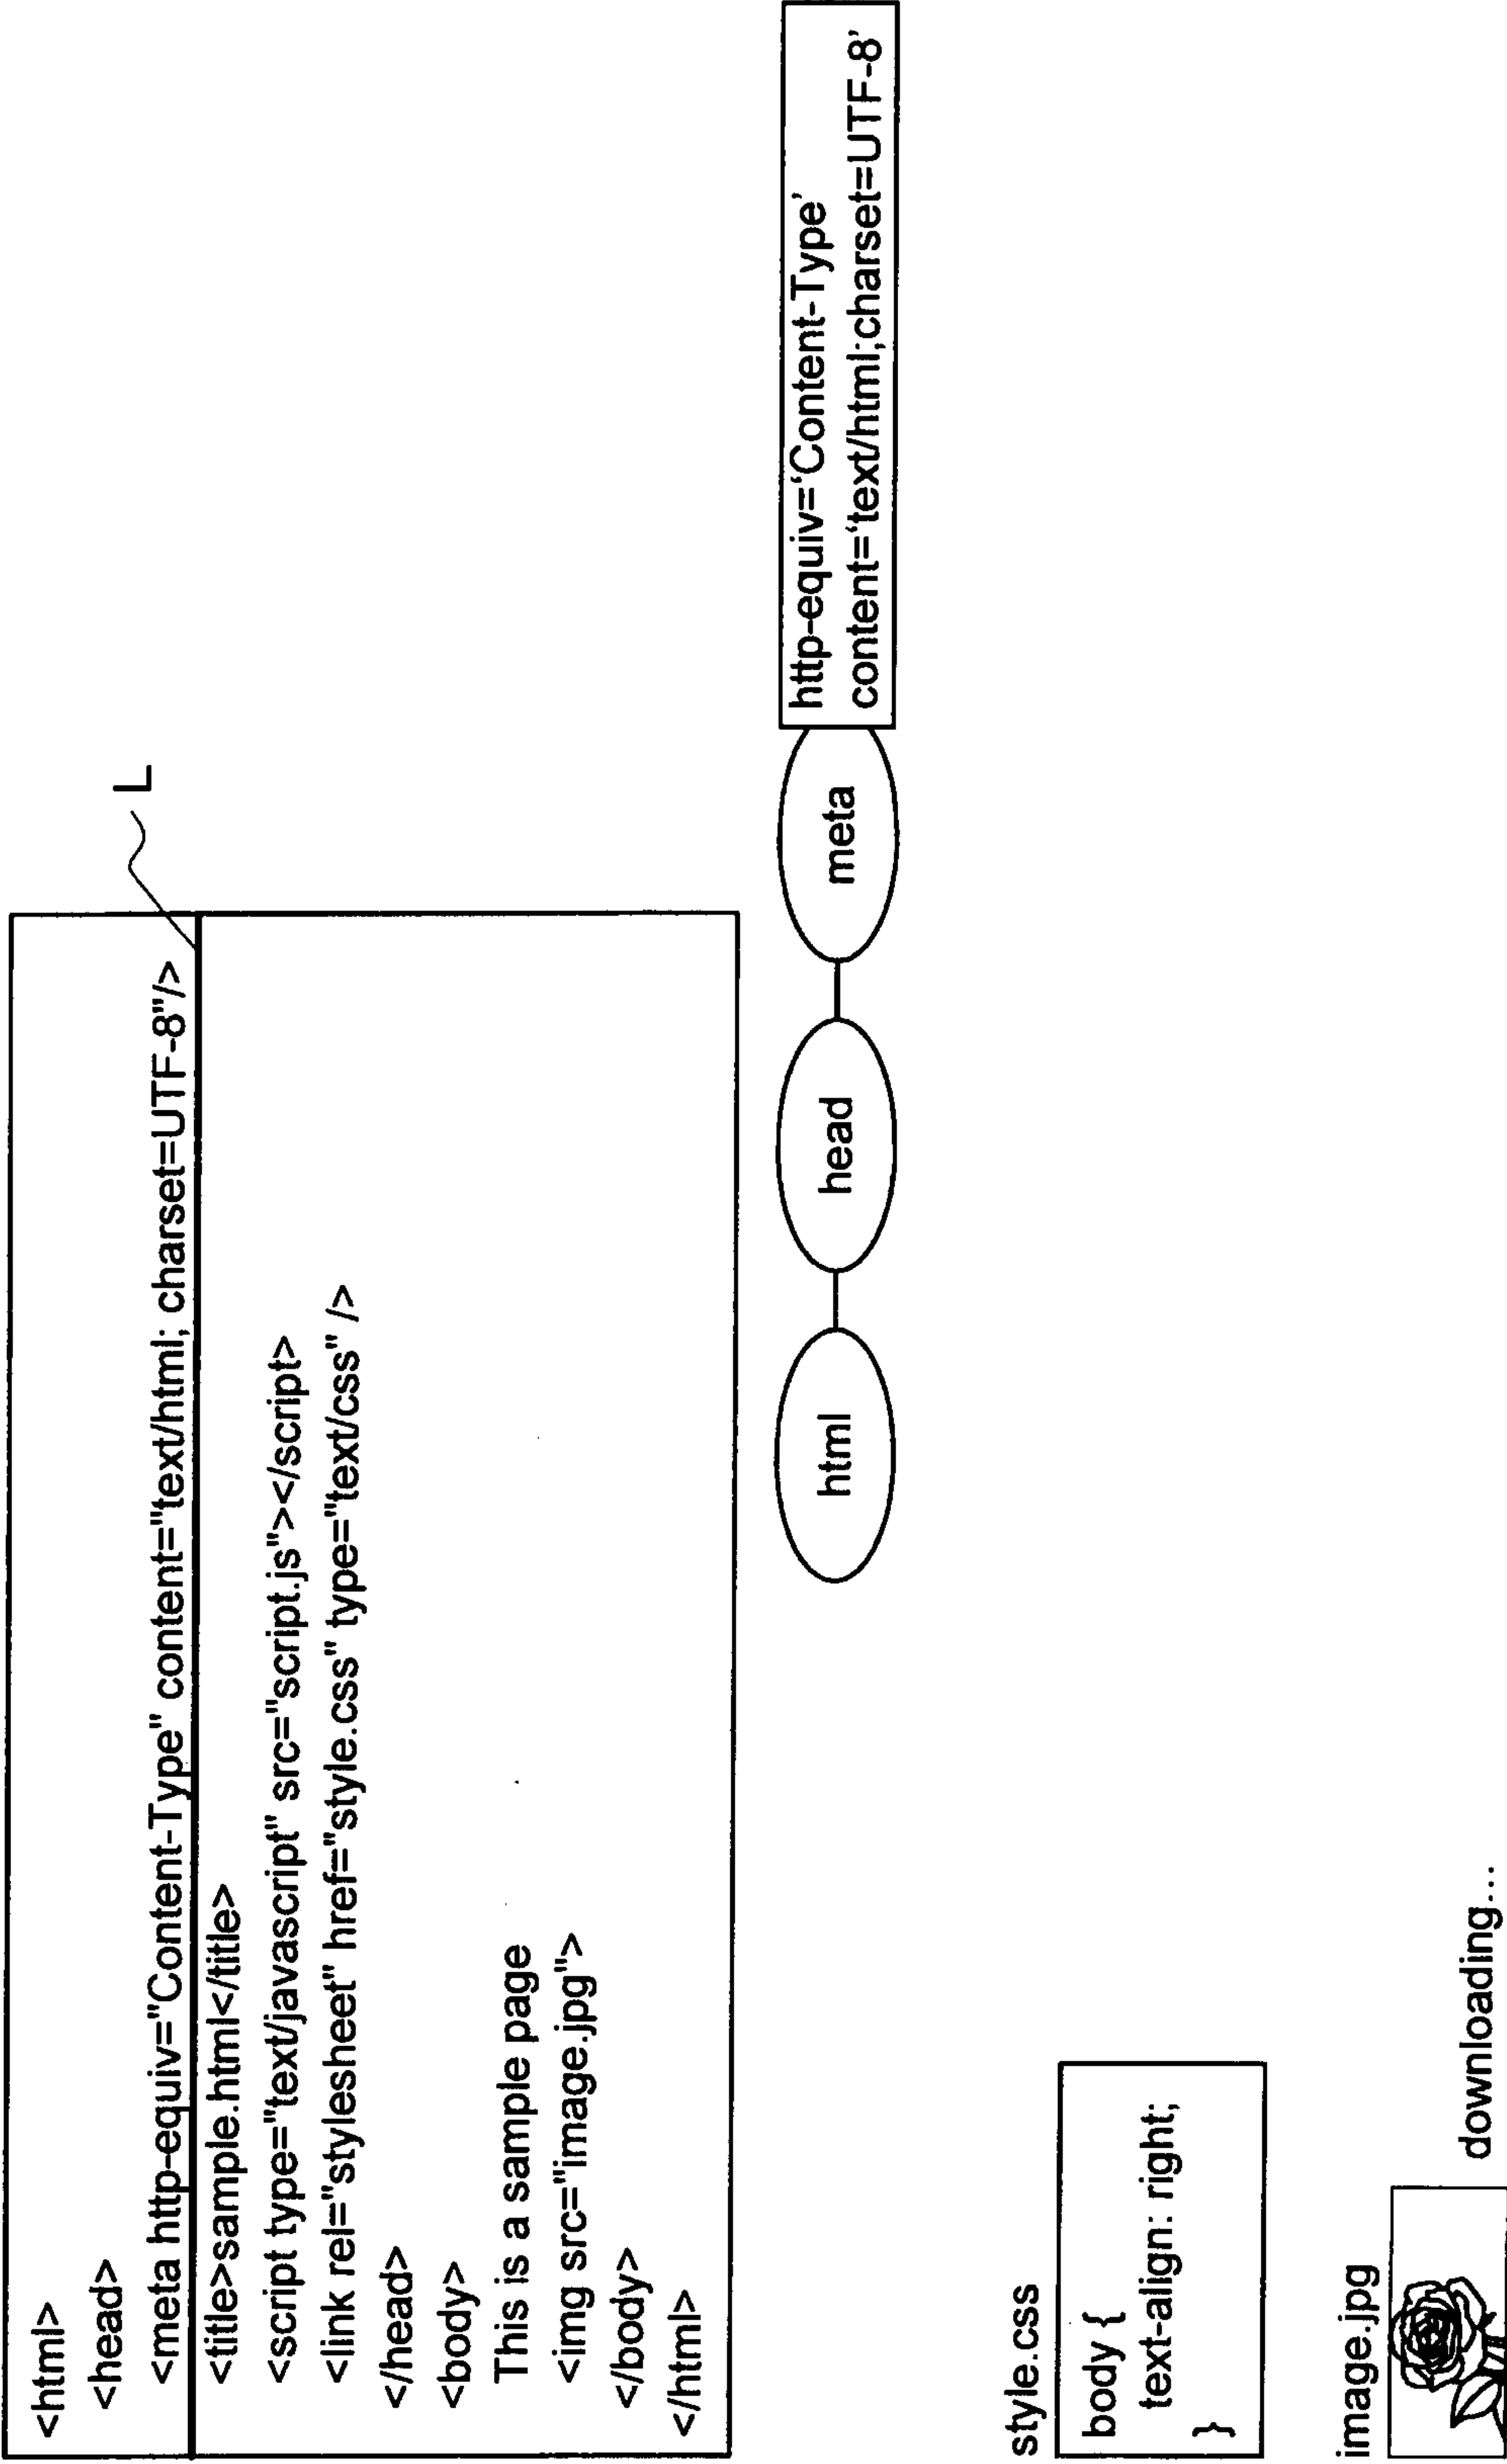 <html>
<head>
<meta http-equiv="Content-Type" content="text/html; charset=UTF-8"/>
<title>sample.html</title>
<script type="text/javascript" src="script.js"></script>
<link rel="stylesheet" href="style.css" type="text/css" />
</head>
<body>
This is a sample page
<img src="image.jpg">
</body>
</html>
L
html
head
meta
http-equiv=‘Content-Type’
content=‘text/html;charset=UTF-8’
style.css
body {
text-align: right;
}
image.jpg
downloading...